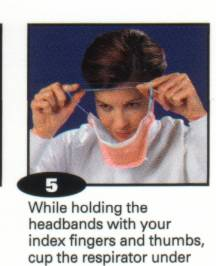 5
While holding the
headbands with your
index fingers and thumbs,
cup the respirator under